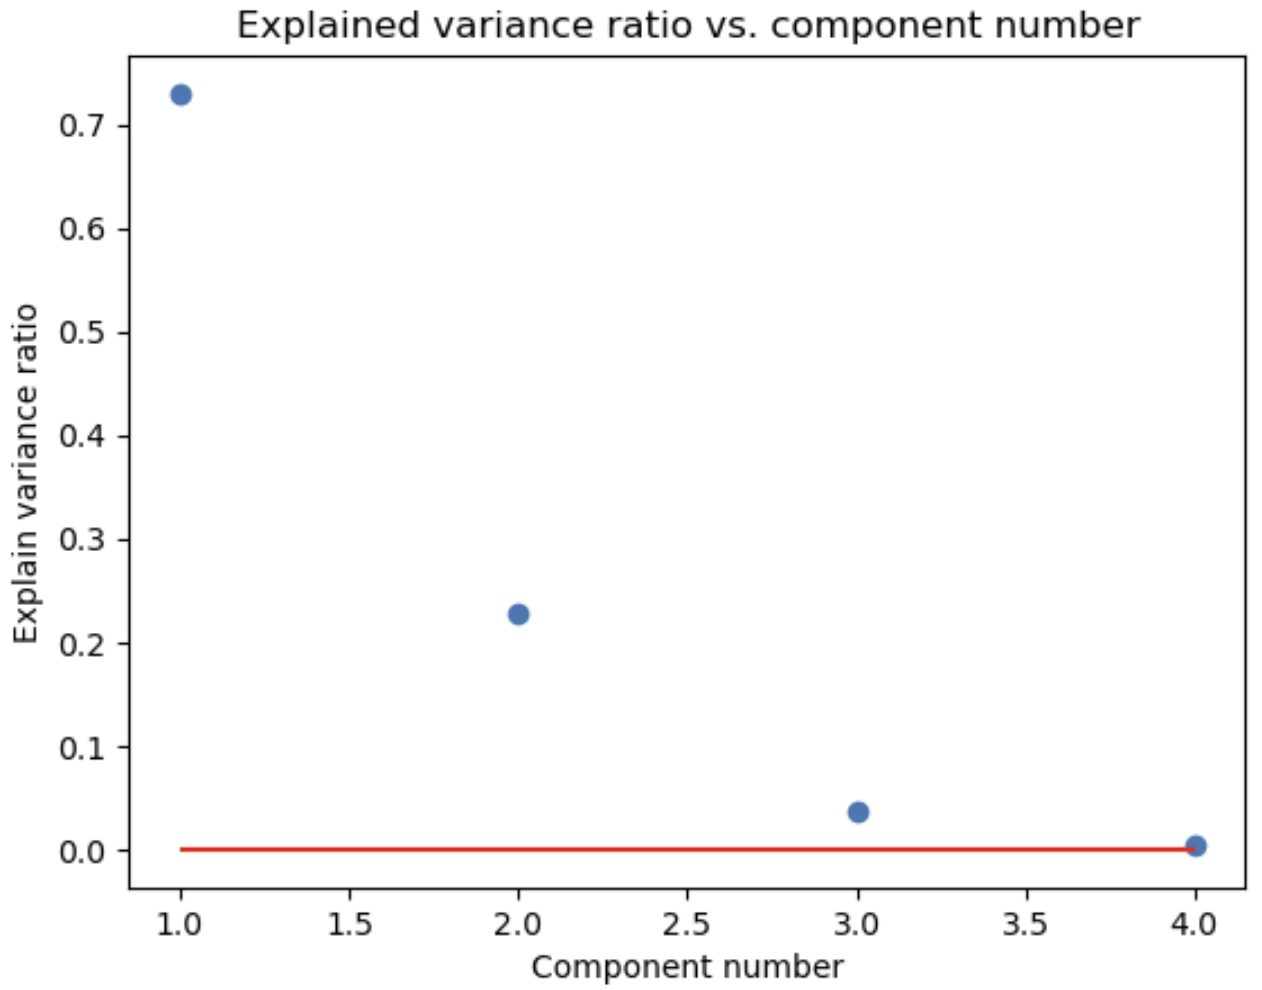 Explained variance ratio vs. component number
Explain variance ratio
0.7
0.6
0.5
0.4
0.3
0.2
0.1
0.0
1.0 1.5 2.0 2.5 3.0 3.5 4.0
Component number